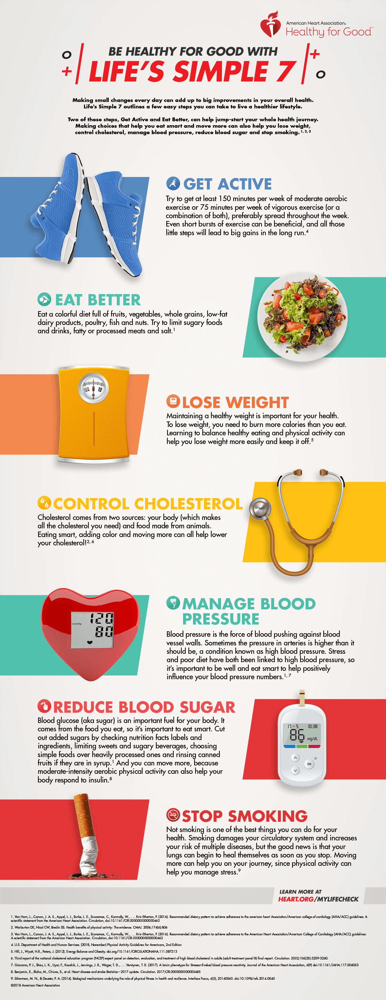 American Heart Association®
Healthy for Good™
BE HEALTHY FOR GOOD WITH
LIFE'S SIMPLE 7
Making small changes every day can add up to big improvements in your overall health.
Life's Simple 7 outlines a few easy steps you can take to live a healthier lifestyle.
Two of these steps, Get Active and Eat Better, can help jump-start your whole health journey.
Making choices that help you eat smart and move more can also help you lose weight,
control cholesterol, manage blood pressure, reduce blood sugar and stop smoking.1, 2, 3
GET ACTIVE
Try to get at least 150 minutes per week of moderate aerobic
exercise or 75 minutes per week of vigorous exercise (or a
combination of both), preferably spread throughout the week.
Even short bursts of exercise can be beneficial, and all those
little steps will lead to big gains in the long run.4
EAT BETTER
Eat a colorful diet full of fruits, vegetables, whole grains, low-fat
dairy products, poultry, fish and nuts. Try to limit sugary foods
and drinks, fatty or processed meats and salt.1
160 0 10
KG
LOSE WEIGHT
Maintaining a healthy weight is important for your health.
To lose weight, you need to burn more calories than you eat.
Learning to balance healthy eating and physical activity can
help you lose weight more easily and keep it off.5
CONTROL CHOLESTEROL
Cholesterol comes from two sources: your body (which makes
all the cholesterol you need) and food made from animals.
Eating smart, adding color and moving more can all help lower
your cholesterol!2, 6
mmHg
120
80
MANAGE BLOOD
PRESSURE
Blood pressure is the force of blood pushing against blood
vessel walls. Sometimes the pressure in arteries is higher than it
should be, a condition known as high blood pressure. Stress
and poor diet have both been linked to high blood pressure, so
it's important to be well and eat smart to help positively
influence your blood pressure numbers.1, 7
REDUCE BLOOD SUGAR
Blood glucose (aka sugar) is an important fuel for your body. It
comes from the food you eat, so it's important to eat smart. Cut
out added sugars by checking nutrition facts labels and
ingredients, limiting sweets and sugary beverages, choosing
simple foods over heavily processed ones and rinsing canned
fruits if they are in syrup.1 And you can move more, because
moderate-intensity aerobic physical activity can also help your
body respond to insulin.8
17-5 10:38
86 mg/dL
OK
STOP SMOKING
Not smoking is one of the best things you can do for your
health. Smoking damages your circulatory system and increases
your risk of multiple diseases, but the good news is that your
lungs can begin to heal themselves as soon as you stop. Moving
more can help you on your journey, since physical activity can
help you manage stress.9
LEARN MORE AT
HEART.ORG/MYLIFECHECK
1. Van Horn, L., Carson, J. A. S., Appel, L. J., Burke, L. E., Economos, C., Karmally, W., . . . Kris-Etherton, P. (2016). Recommended dietary pattern to achieve adherence to the american heart Association/American college of cardiology (AHA/ACC) guidelines: A
scientific statement from the American Heart Association. Circulation, doi:10.1161/CIR.0000000000000462
2. Warburton DE, Nicol CW, Bredin SS. Health benefits of physical activity: The evidence. CMAJ. 2006;174(6):806
3. Van Horn, L., Carson, J. A. S., Appel, L. J., Burke, L. E., Economos, C., Karmally, W., . . . Kris-Etherton, P. (2016). Recommended dietary pattern to achieve adherence to the American Heart Association/American College of Cardiology (AHA/ACC) guidelines:
A scientific statement from the American Heart Association. Circulation, doi:10.1161/CIR.0000000000000462
4. U.S. Department of Health and Human Services. (2018, November) Physical Activity Guidelines for Americans, 2nd Edition
5. Hill, J., Wyatt, H.R., Peters, J. (2012). Energy Balance and Obesity. doi.org/10.1161/CIRCULATIONAHA.111.087213
6. Third report of the national cholesterol education program (NCEP) expert panel on detection, evaluation, and treatment of high blood cholesterol in adults (adult treatment panel III) final report. Circulation. 2002;106(25):3259-3260.
7. Gianaros, P. J., Sheu, L. K., Uyar, F., Koushik, J., Jennings, J. R., Wager, T. D., . . . Verstynen, T. D. (2017). A brain phenotype for Stressor-Evoked blood pressure reactivity. Journal of the American Heart Association, 6(9) doi:10.1161/JAHA.117.006053
8. Benjamin, E., Blaha, M., Chiuve, S., et al. Heart disease and stroke Statistics—2017 update. Circulation. 2017;CIR.0000000000000485
9. Silverman, M. N., & Deuster, P. A. (2014). Biological mechanisms underlying the role of physical fitness in health and resilience. Interface Focus, 4(5), 20140040. doi:10.1098/rsfs.2014.0040
©2018 American Heart Association